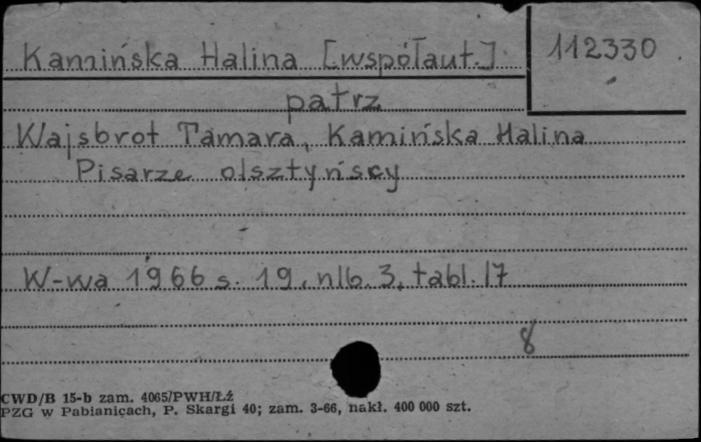 Kamińska Halina [współaut.] 112330
patrz
Wajsbrot Tamara, Kamińska Halina
Pisarze olsztyńscy
W-wa 1966 s. 19, nlb. 3, tabl. 17
8
CWD/B 15-b zam. 4065/PWH/Łź
PZG w Pabianicach, P. Skargi 40; zam. 3-66, nakł. 400 000 szt.